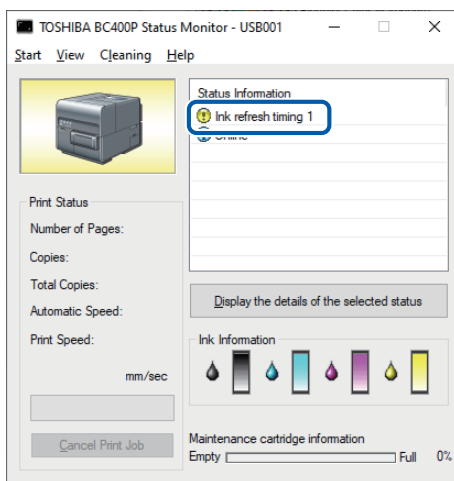 TOSHIBA BC400P Status Monitor - USB001
Start View Cleaning Help
Status Information
Ink refresh timing 1
Online
Print Status
Number of Pages:
Copies:
Total Copies:
Automatic Speed:
Print Speed:
mm/sec
Cancel Print Job
Display the details of the selected status
Ink Information
Maintenance cartridge information
Empty Full 0%